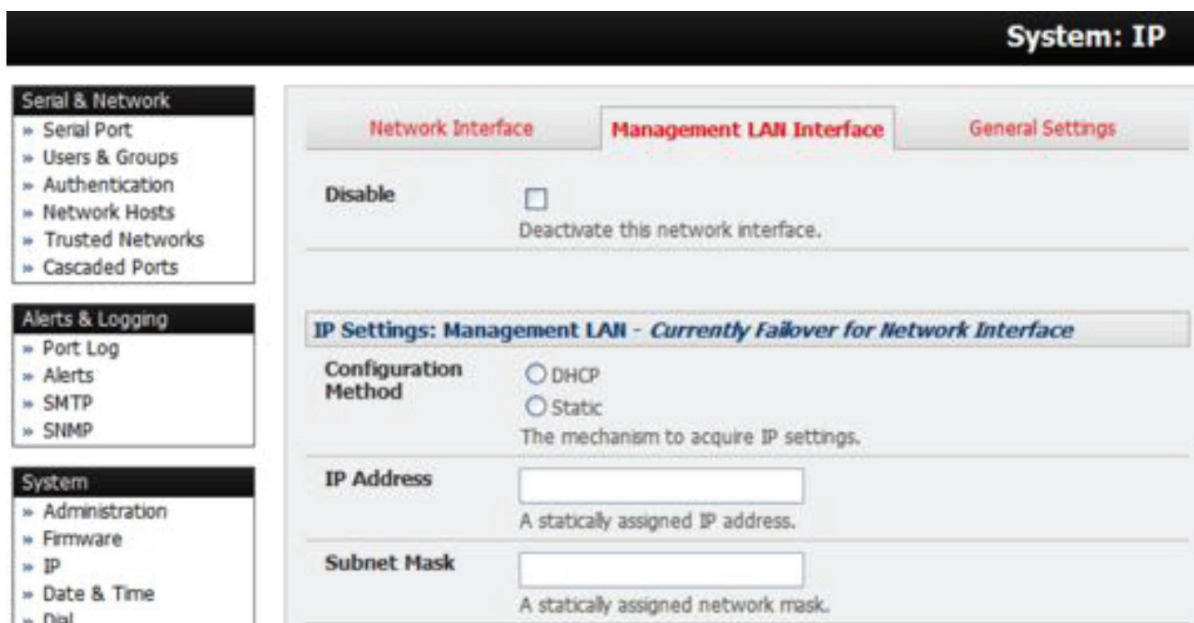 System: IP
Serial & Network
» Serial Port
» Users & Groups
» Authentication
» Network Hosts
» Trusted Networks
» Cascaded Ports
Alerts & Logging
» Port Log
» Alerts
» SMTP
» SNMP
System
» Administration
» Firmware
» IP
» Date & Time
» Dial
Network Interface
Management LAN Interface
General Settings
Disable
Deactivate this network interface.
IP Settings: Management LAN - Currently Failover for Network Interface
Configuration
Method
DHCP
Static
The mechanism to acquire IP settings.
IP Address
A statically assigned IP address.
Subnet Mask
A statically assigned network mask.